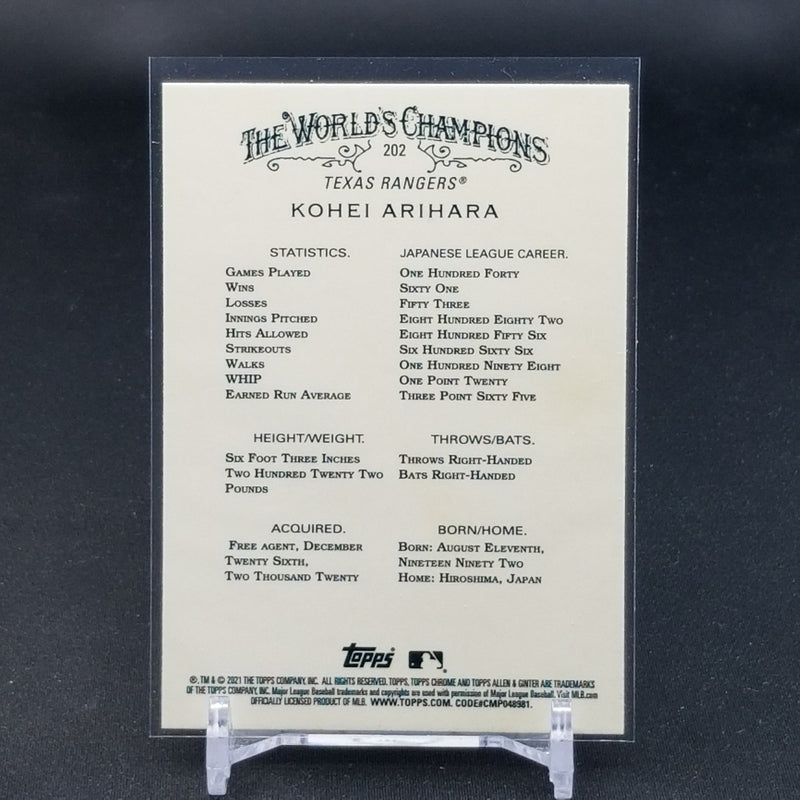 THE WORLD'S CHAMPIONS
202
TEXAS RANGERS®
KOHEI ARIHARA
STATISTICS. JAPANESE LEAGUE CAREER.
GAMES PLAYED ONE HUNDRED FORTY
WINS SIXTY ONE
LOSSES FIFTY THREE
INNINGS PITCHED EIGHT HUNDRED EIGHTY TWO
HITS ALLOWED EIGHT HUNDRED FIFTY SIX
STRIKEOUTS SIX HUNDRED SIXTY SIX
WALKS ONE HUNDRED NINETY EIGHT
WHIP ONE POINT TWENTY
EARNED RUN AVERAGE THREE POINT SIXTY FIVE
HEIGHT/WEIGHT.
SIX FOOT THREE INCHES
TWO HUNDRED TWENTY TWO
POUNDS
THROWS/BATS.
THROWS RIGHT-HANDED
BATS RIGHT-HANDED
ACQUIRED.
FREE AGENT, DECEMBER
TWENTY SIXTH,
TWO THOUSAND TWENTY
BORN/HOME.
BORN: AUGUST ELEVENTH,
NINETEEN NINETY TWO
HOME: HIROSHIMA, JAPAN
topps
®, TM & © 2021 THE TOPPS COMPANY, INC. ALL RIGHTS RESERVED. TOPPS, TOPPS CHROME AND TOPPS ALLEN & GINTER ARE TRADEMARKS
OF THE TOPPS COMPANY, INC. Major League Baseball trademarks and copyrights are used with permission of Major League Baseball. Visit MLB.com
OFFICIALLY LICENSED PRODUCT OF MLB. WWW.TOPPS.COM. CODE#CMP048981.